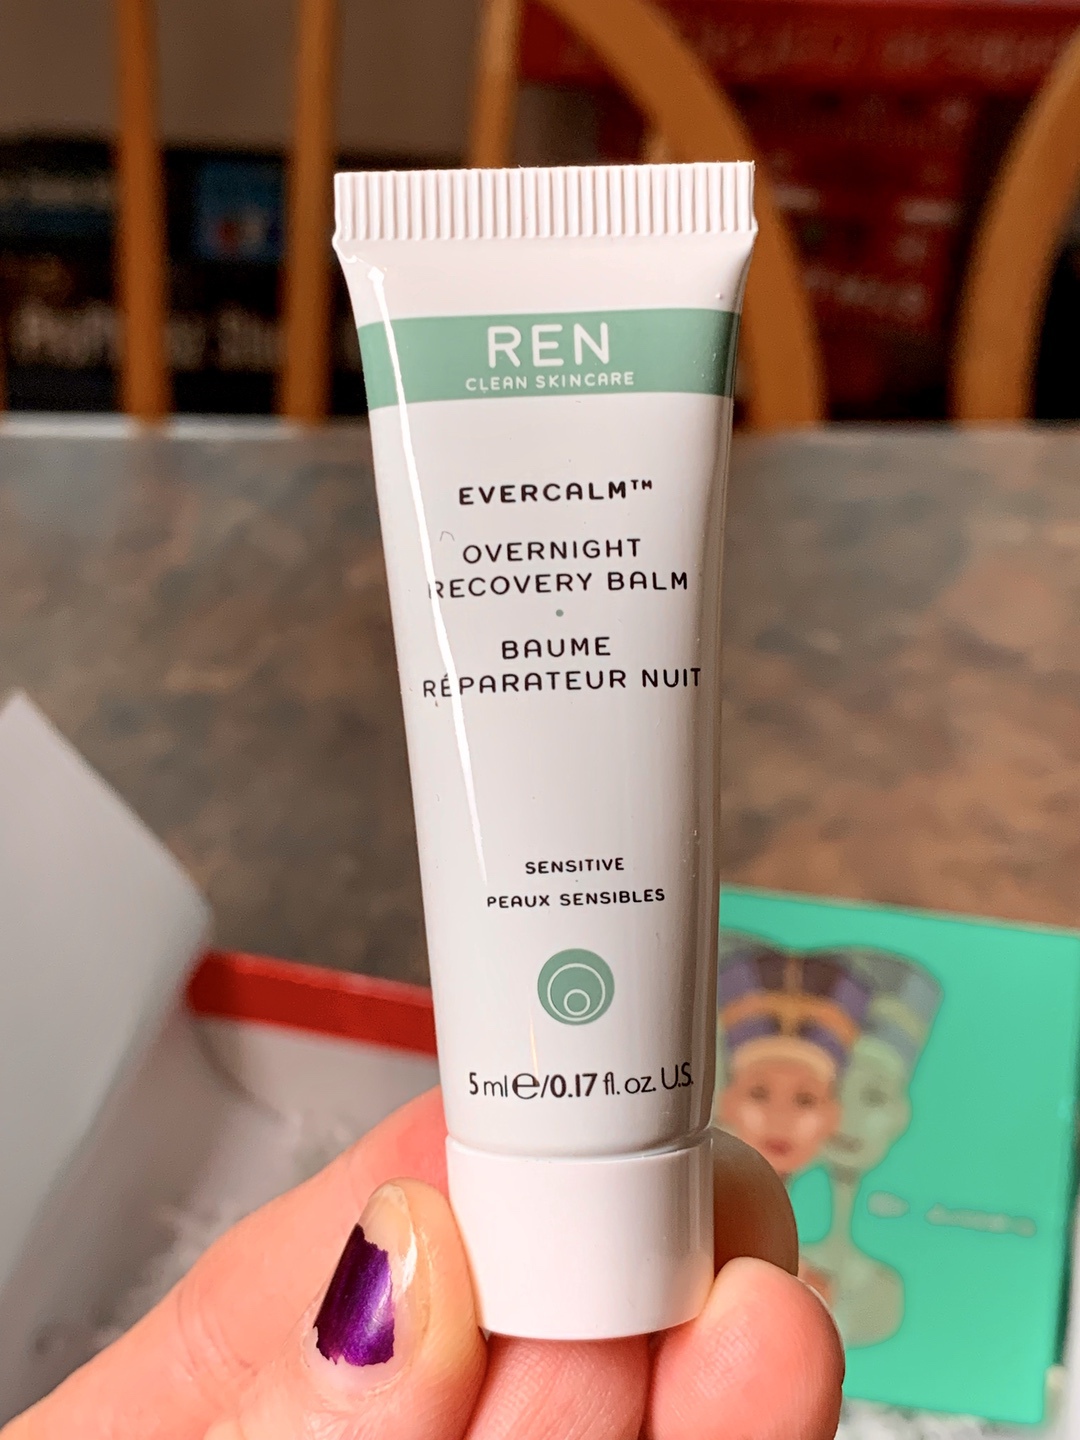 REN
CLEAN SKINCARE
EVERCALM™
OVERNIGHT
RECOVERY BALM
•
BAUME
RÉPARATEUR NUIT
SENSITIVE
PEAUX SENSIBLES
5 ml℮/0.17 fl. oz. U.S.